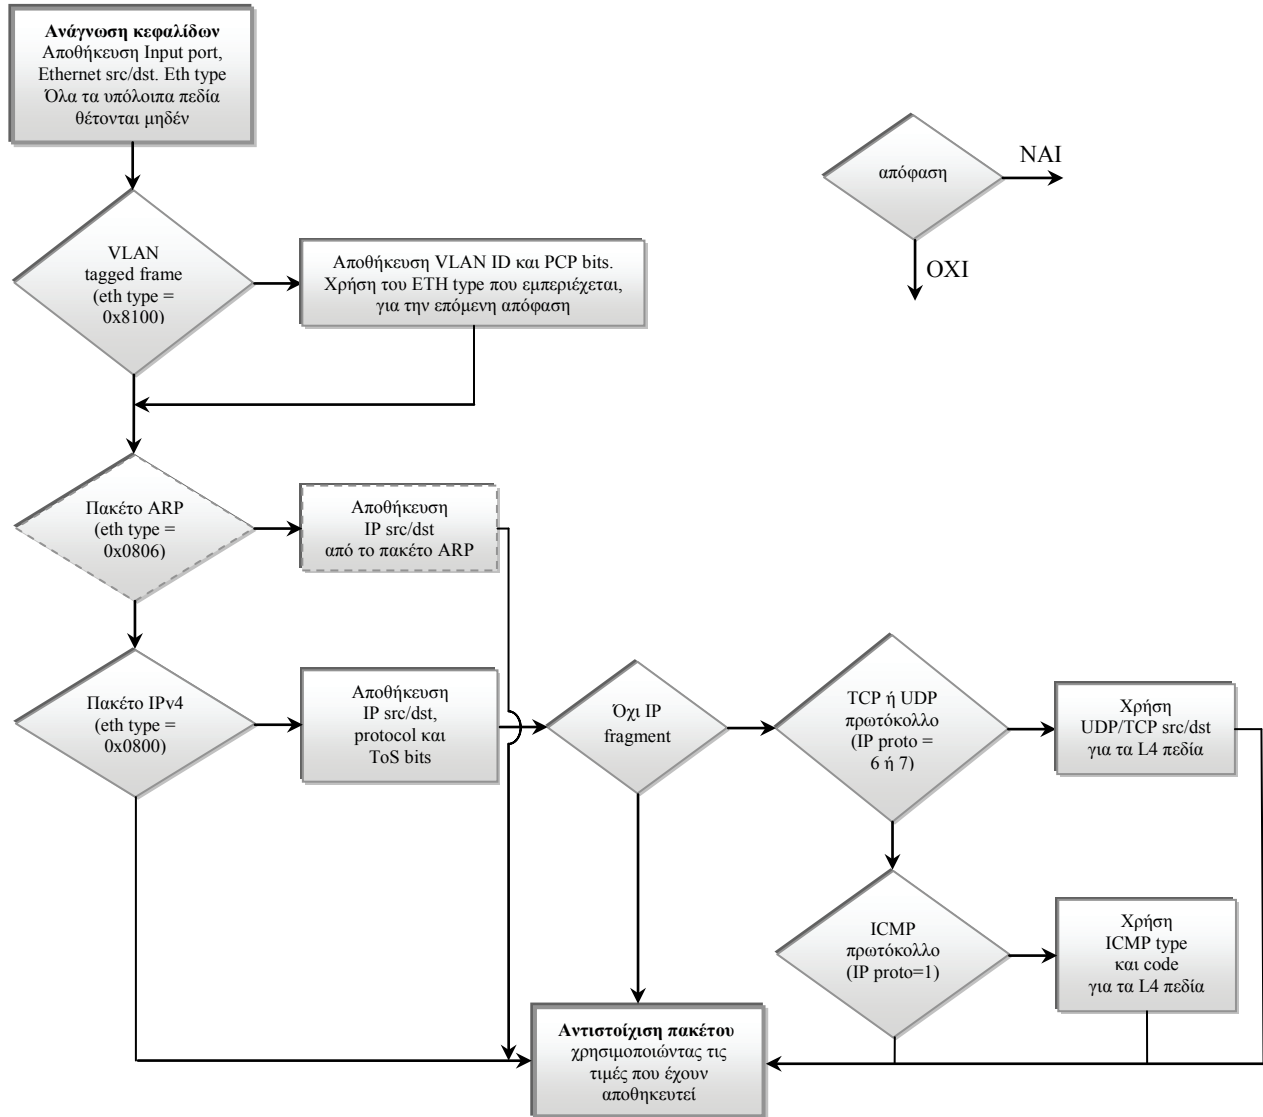 Ανάγνωση κεφαλίδων
Αποθήκευση Input port,
Ethernet src/dst. Eth type
Όλα τα υπόλοιπα πεδία
θέτονται μηδέν
απόφαση
ΝΑΙ
ΟΧΙ
VLAN
tagged frame
(eth type =
0x8100)
Αποθήκευση VLAN ID και PCP bits.
Χρήση του ETH type που εμπεριέχεται,
για την επόμενη απόφαση
Πακέτο ARP
(eth type =
0x0806)
Αποθήκευση
IP src/dst
από το πακέτο ARP
Πακέτο IPv4
(eth type =
0x0800)
Αποθήκευση
IP src/dst,
protocol και
ToS bits
Όχι IP
fragment
TCP ή UDP
πρωτόκολλο
(IP proto =
6 ή 7)
Χρήση
UDP/TCP src/dst
για τα L4 πεδία
ICMP
πρωτόκολλο
(IP proto=1)
Χρήση
ICMP type
και code
για τα L4 πεδία
Αντιστοίχιση πακέτου
χρησιμοποιώντας τις
τιμές που έχουν
αποθηκευτεί